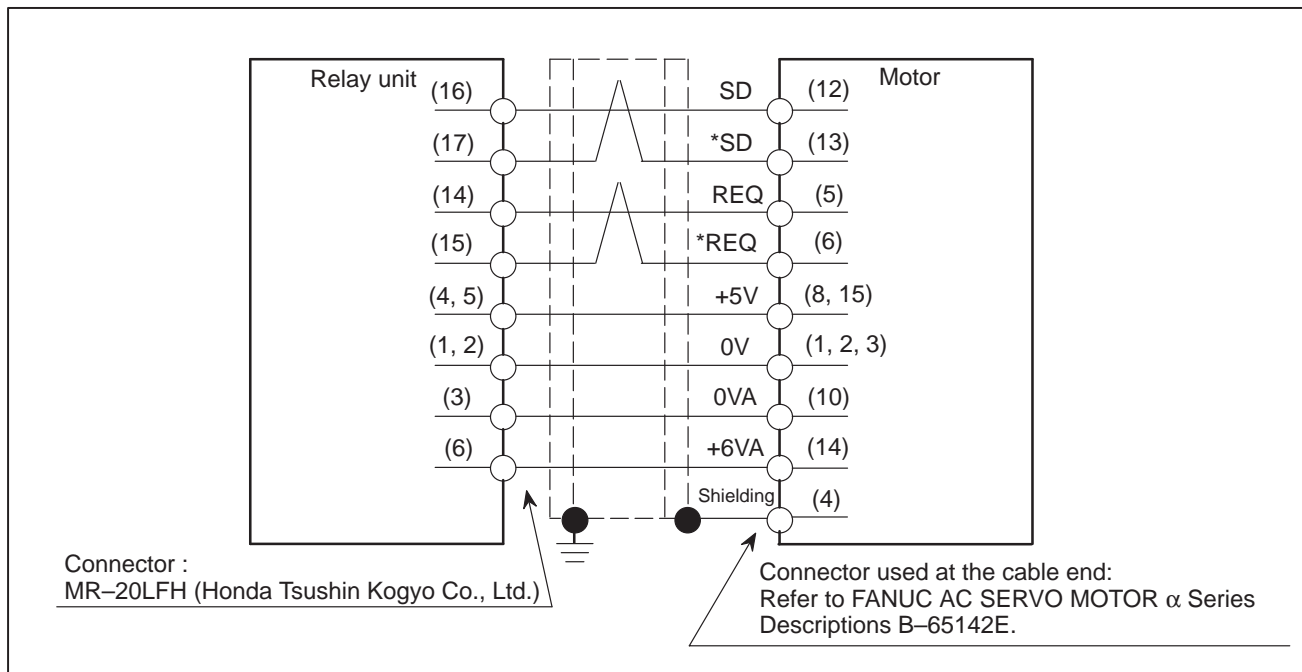 Relay unit
Motor
(16) SD (12)
(17) *SD (13)
(14) REQ (5)
(15) *REQ (6)
(4, 5) +5V (8, 15)
(1, 2) 0V (1, 2, 3)
(3) 0VA (10)
(6) +6VA (14)
Shielding (4)
Connector :
MR–20LFH (Honda Tsushin Kogyo Co., Ltd.)
Connector used at the cable end:
Refer to FANUC AC SERVO MOTOR α Series
Descriptions B–65142E.